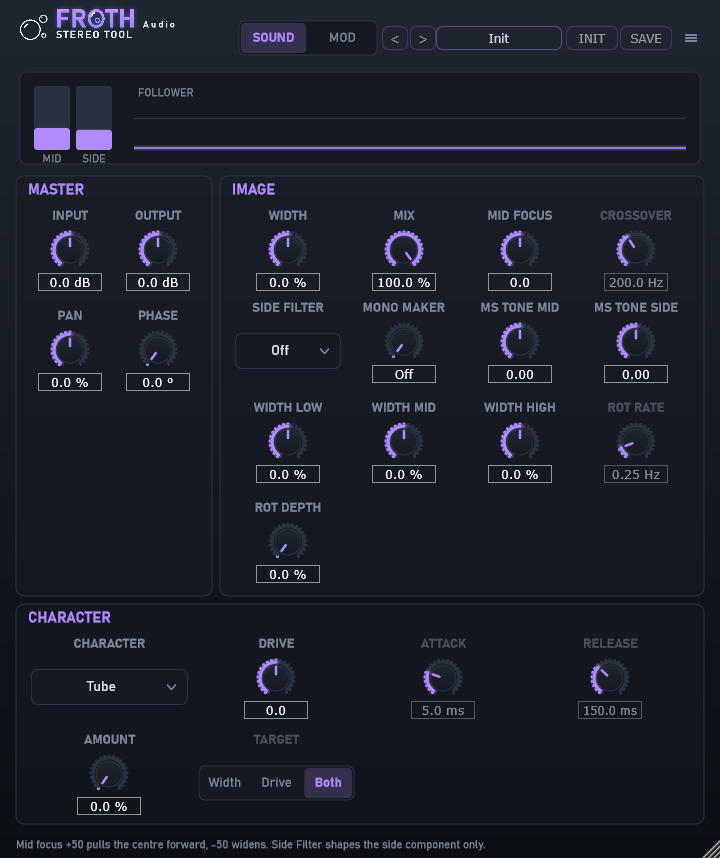 FROTH Audio
STEREO TOOL
SOUND MOD < > Init INIT SAVE
FOLLOWER
MID SIDE
MASTER
INPUT OUTPUT
0.0 dB 0.0 dB
PAN PHASE
0.0 % 0.0 º
IMAGE
WIDTH MIX MID FOCUS CROSSOVER
0.0 % 100.0 % 0.0 200.0 Hz
SIDE FILTER MONO MAKER MS TONE MID MS TONE SIDE
Off Off 0.00 0.00
WIDTH LOW WIDTH MID WIDTH HIGH ROT RATE
0.0 % 0.0 % 0.0 % 0.25 Hz
ROT DEPTH
0.0 %
CHARACTER
CHARACTER DRIVE ATTACK RELEASE
Tube 0.0 5.0 ms 150.0 ms
AMOUNT TARGET
0.0 % Width Drive Both
Mid focus +50 pulls the centre forward, -50 widens. Side Filter shapes the side component only.